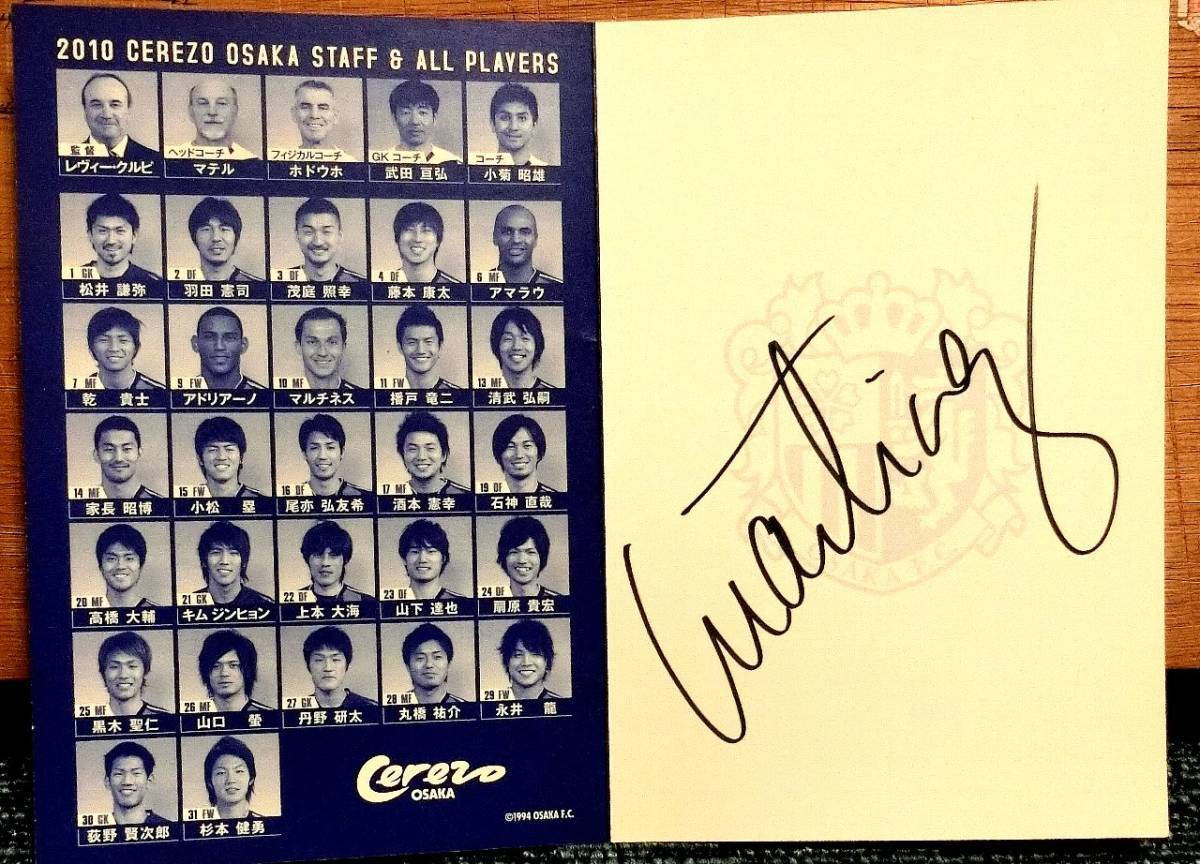 2010 CEREZO OSAKA STAFF & ALL PLAYERS
監督 ヘッドコーチ フィジカルコーチ GK コーチ コーチ
レヴィー・クルピ マテル ホドウホ 武田 亘弘 小菊 昭雄
1 GK 2 DF 3 DF 4 DF 6 MF
松井 謙弥 羽田 憲司 茂庭 照幸 藤本 康太 アマラウ
7 MF 9 FW 10 MF 11 FW 13 MF
乾 貴士 アドリアーノ マルチネス 播戸 竜二 清武 弘嗣
14 MF 15 FW 16 DF 17 MF 19 DF
家長 昭博 小松 塁 尾亦 弘友希 酒本 憲幸 石神 直哉
20 MF 21 GK 22 DF 23 DF 24 DF
高橋 大輔 キム ジンヒョン 上本 大海 山下 達也 扇原 貴宏
25 MF 26 MF 27 GK 28 MF 29 FW
黒木 聖仁 山口 螢 丹野 研太 丸橋 祐介 永井 龍
30 GK 31 FW
荻野 賢次郎 杉本 健勇
Cerezo
OSAKA
©1994 OSAKA F.C.
OSAKA F.C.